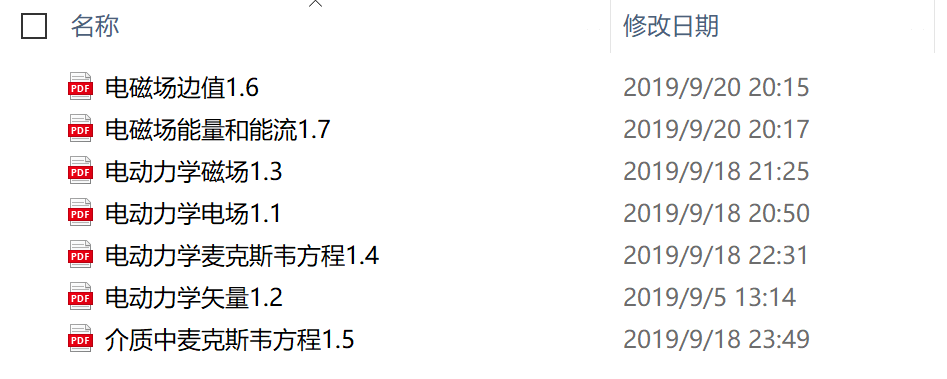 名称 修改日期
PDF 电磁场边值1.6 2019/9/20 20:15
PDF 电磁场能量和能流1.7 2019/9/20 20:17
PDF 电动力学磁场1.3 2019/9/18 21:25
PDF 电动力学电场1.1 2019/9/18 20:50
PDF 电动力学麦克斯韦方程1.4 2019/9/18 22:31
PDF 电动力学矢量1.2 2019/9/5 13:14
PDF 介质中麦克斯韦方程1.5 2019/9/18 23:49